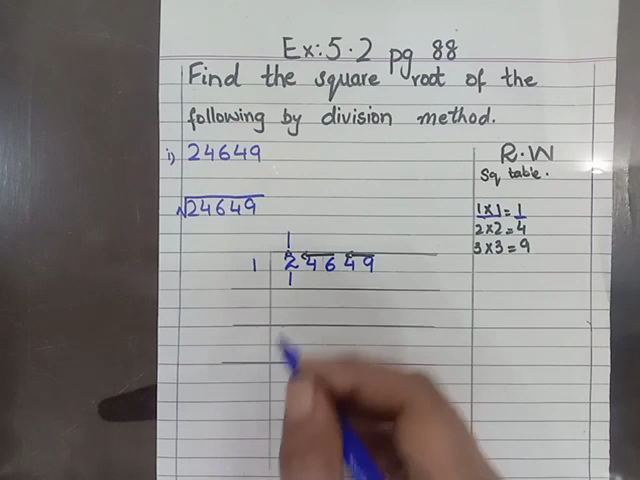 Ex: 5.2 pg 88
Find the square root of the
following by division method.
i) 24649
√24649
1
1 2 46 49
1
R.W
Sq table.
1x1=1
2x2=4
3x3=9